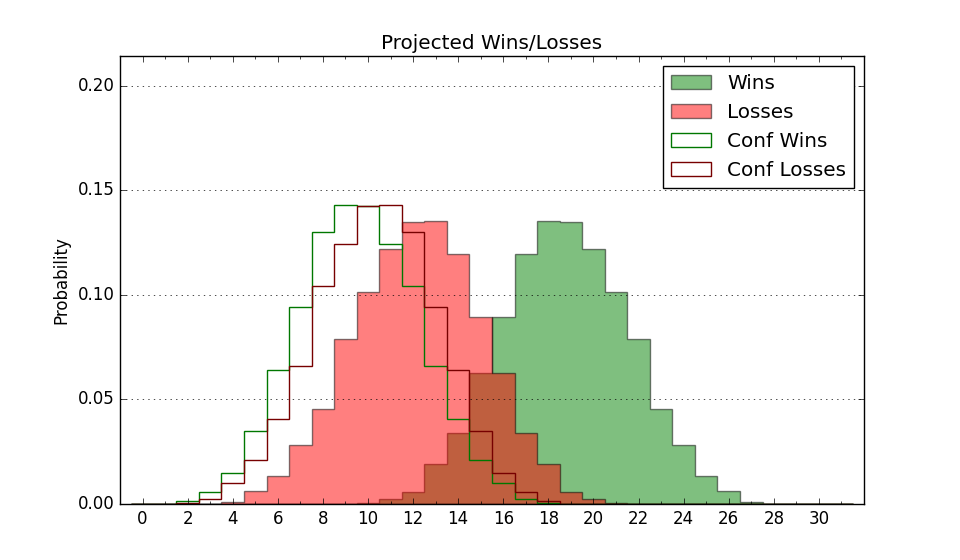 Projected Wins/Losses
0.20
0.15
0.10
0.05
0.00
Probability
Wins
Losses
Conf Wins
Conf Losses
0 2 4 6 8 10 12 14 16 18 20 22 24 26 28 30